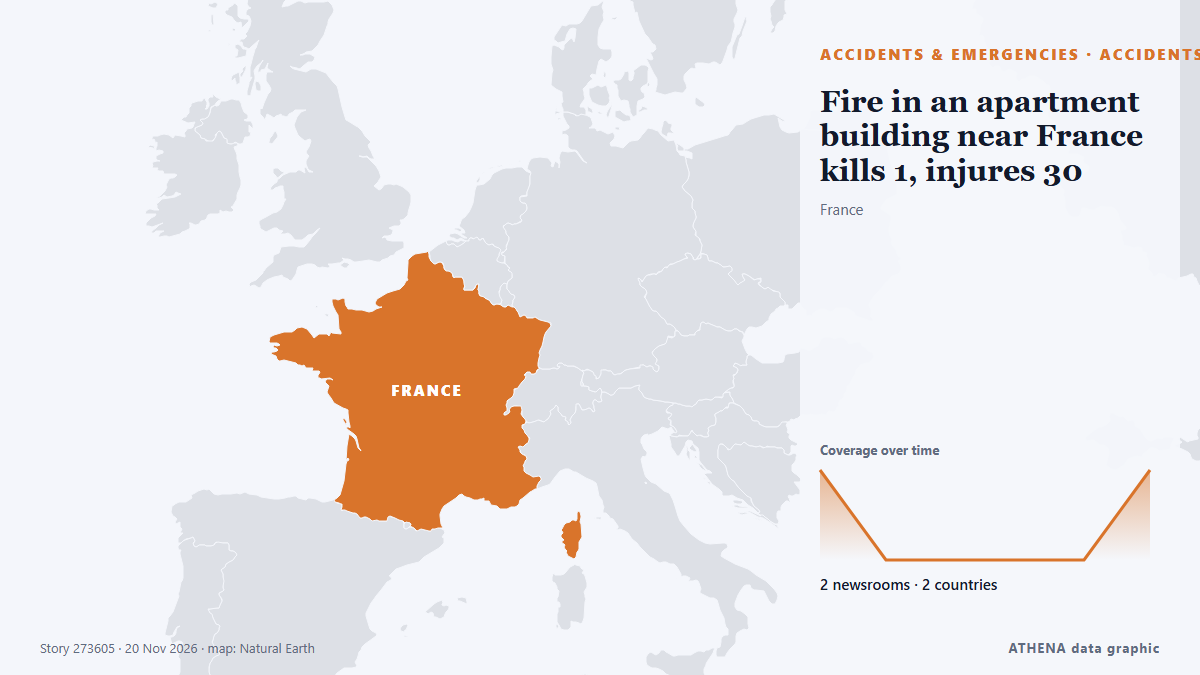 ACCIDENTS & EMERGENCIES · ACCIDENTS
Fire in an apartment
building near France
kills 1, injures 30
France
FRANCE
Coverage over time
2 newsrooms · 2 countries
Story 273605 · 20 Nov 2026 · map: Natural Earth
ATHENA data graphic